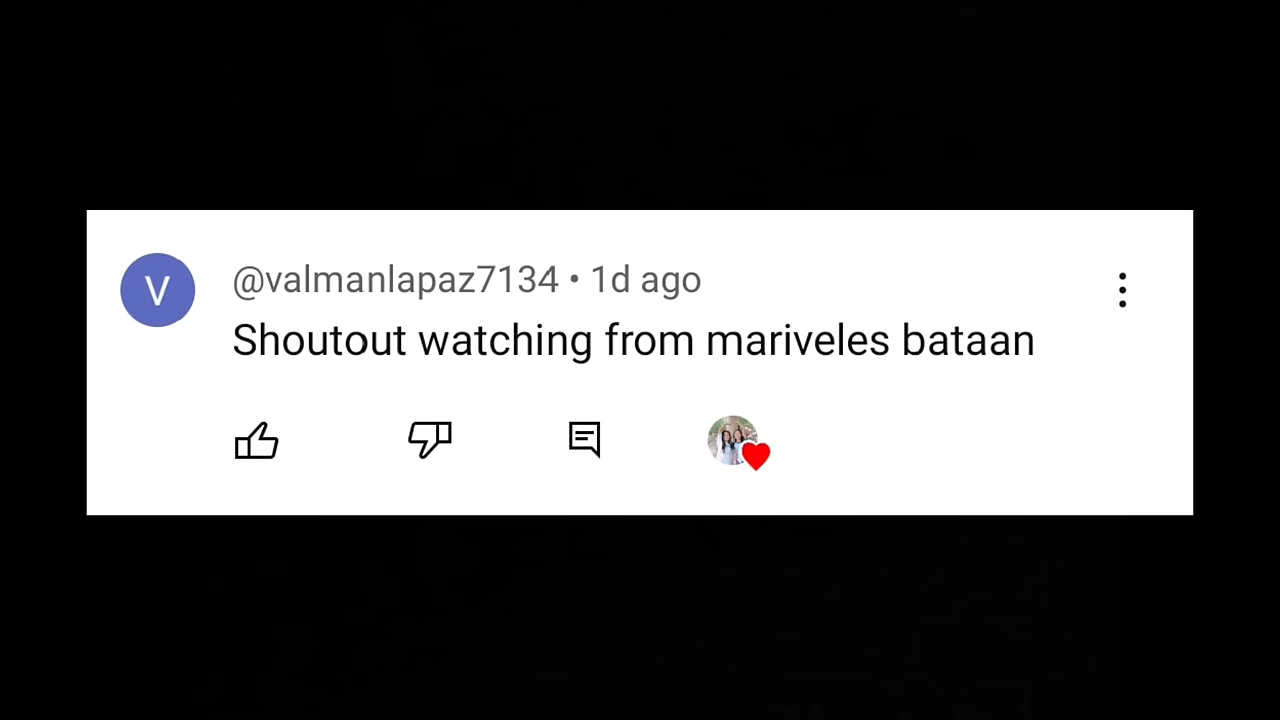 V
@valmanlapaz7134 • 1d ago
Shoutout watching from mariveles bataan